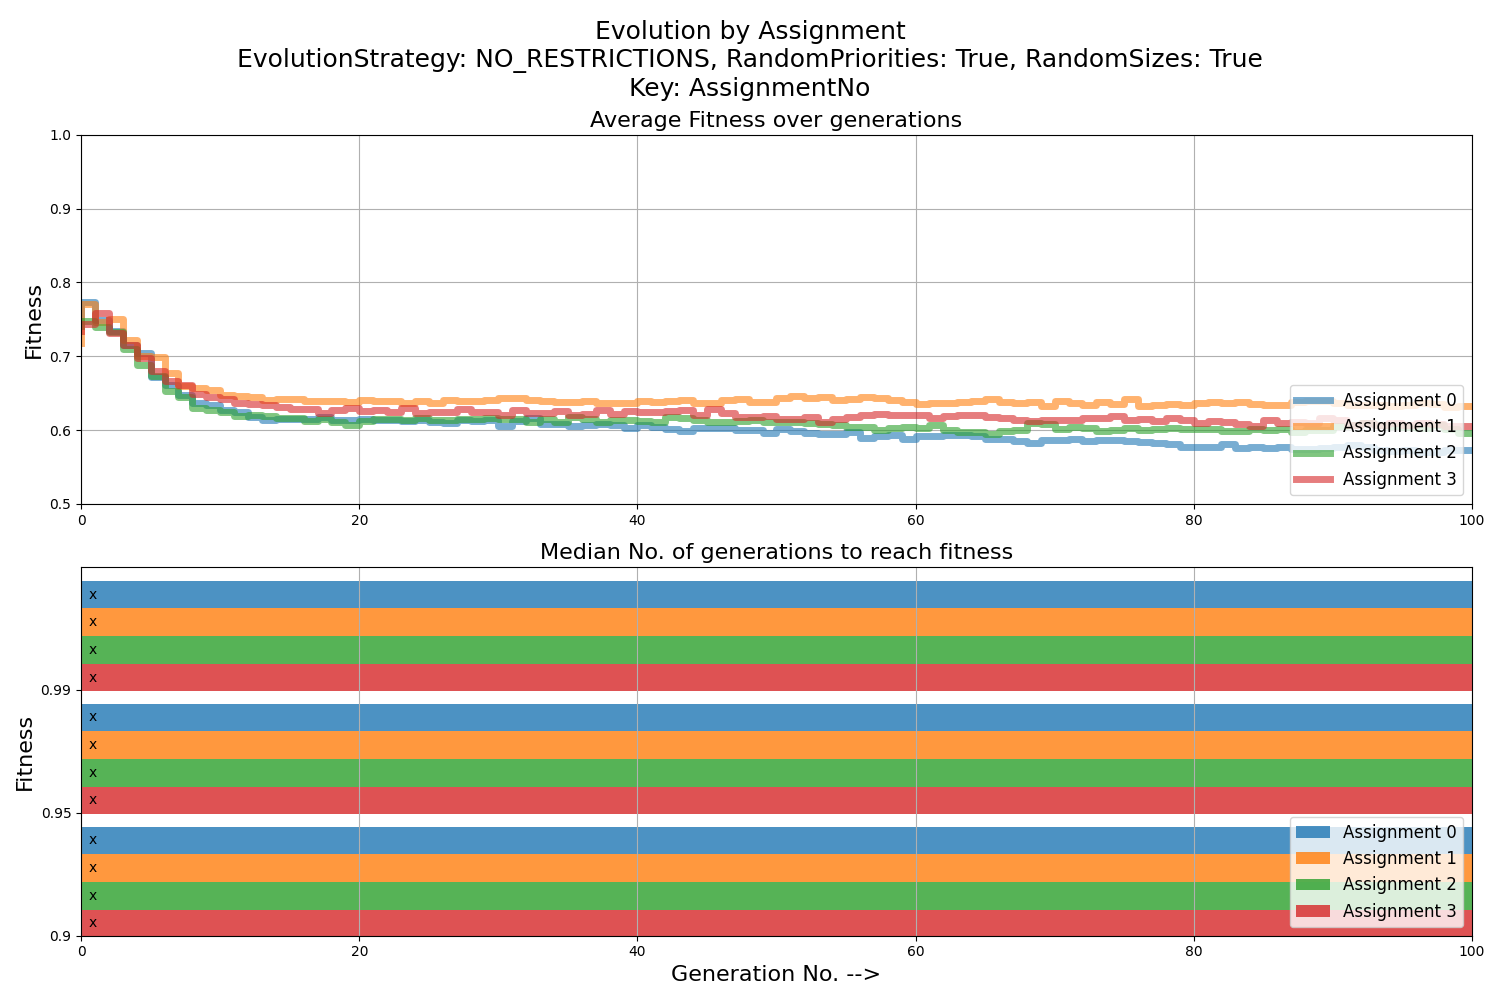 Evolution by Assignment
EvolutionStrategy: NO_RESTRICTIONS, RandomPriorities: True, RandomSizes: True
Key: AssignmentNo
Average Fitness over generations
1.0
0.9
0.8
0.7
0.6
0.5
Fitness
0 20 40 60 80 100
Assignment 0
Assignment 1
Assignment 2
Assignment 3
Median No. of generations to reach fitness
x
x
x
x
0.99
x
x
x
x
0.95
x
x
x
x
0.9
Fitness
Assignment 0
Assignment 1
Assignment 2
Assignment 3
0 20 40 60 80 100
Generation No. -->